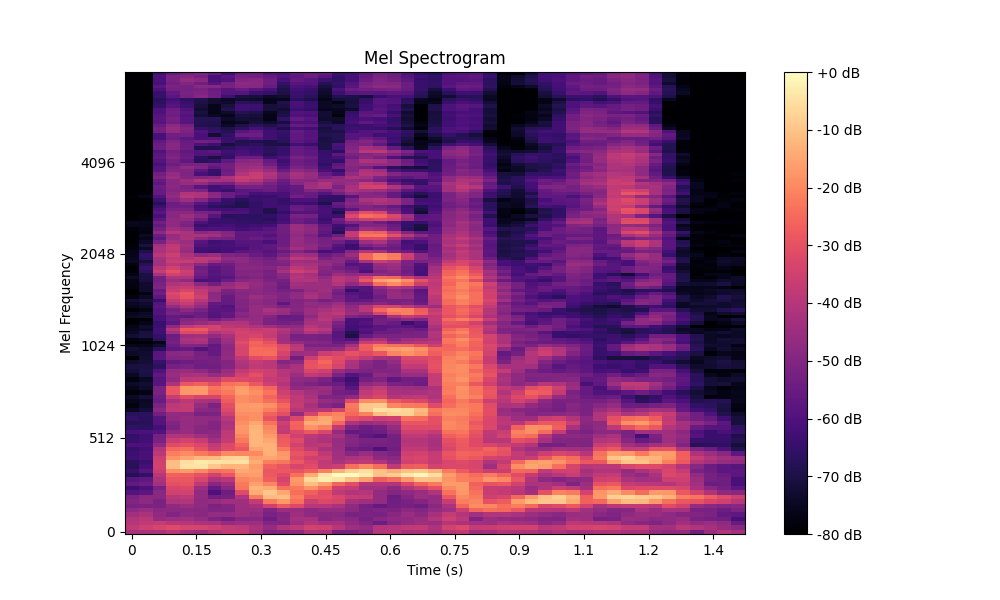 Mel Spectrogram
+0 dB
-10 dB
-20 dB
-30 dB
-40 dB
-50 dB
-60 dB
-70 dB
-80 dB
Mel Frequency
4096
2048
1024
512
0
0 0.15 0.3 0.45 0.6 0.75 0.9 1.1 1.2 1.4
Time (s)